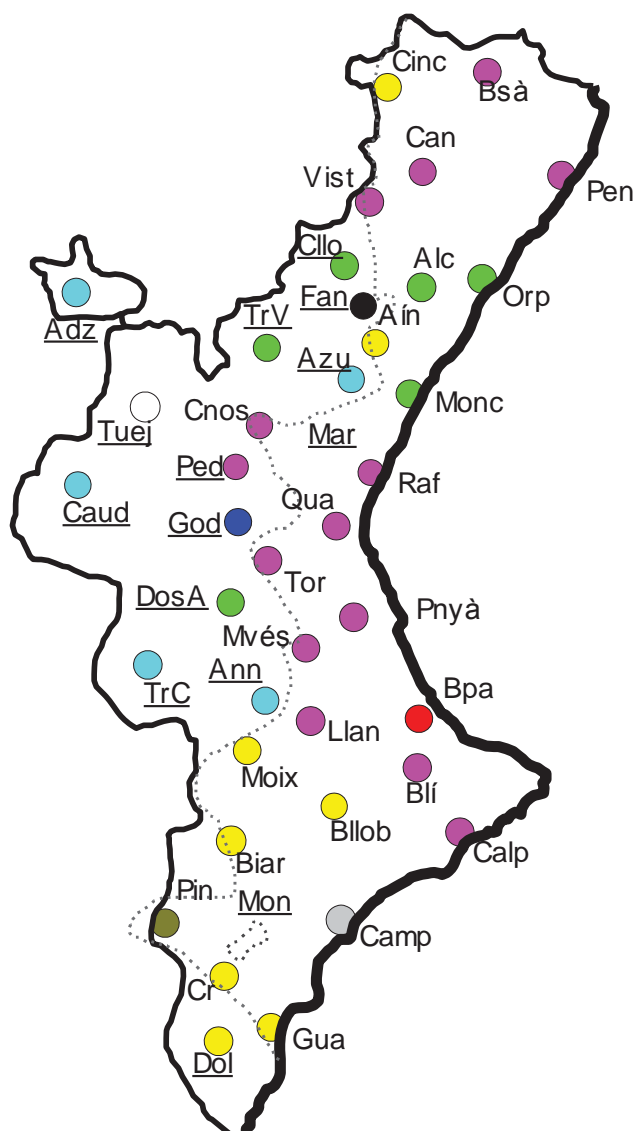 Cinc
Bsà
Can
Vist
Pen
Cllo
Alc
Fan
Orp
Adz
TrV
Aín
Azu
Tuej
Cnos
Mar
Monc
Ped
Caud
Qua
Raf
God
Tor
DosA
Pnyà
Mvés
Ann
TrC
Bpa
Llan
Moix
Blí
Bllob
Calp
Biar
Pin
Mon
Camp
Cr
Gua
Dol